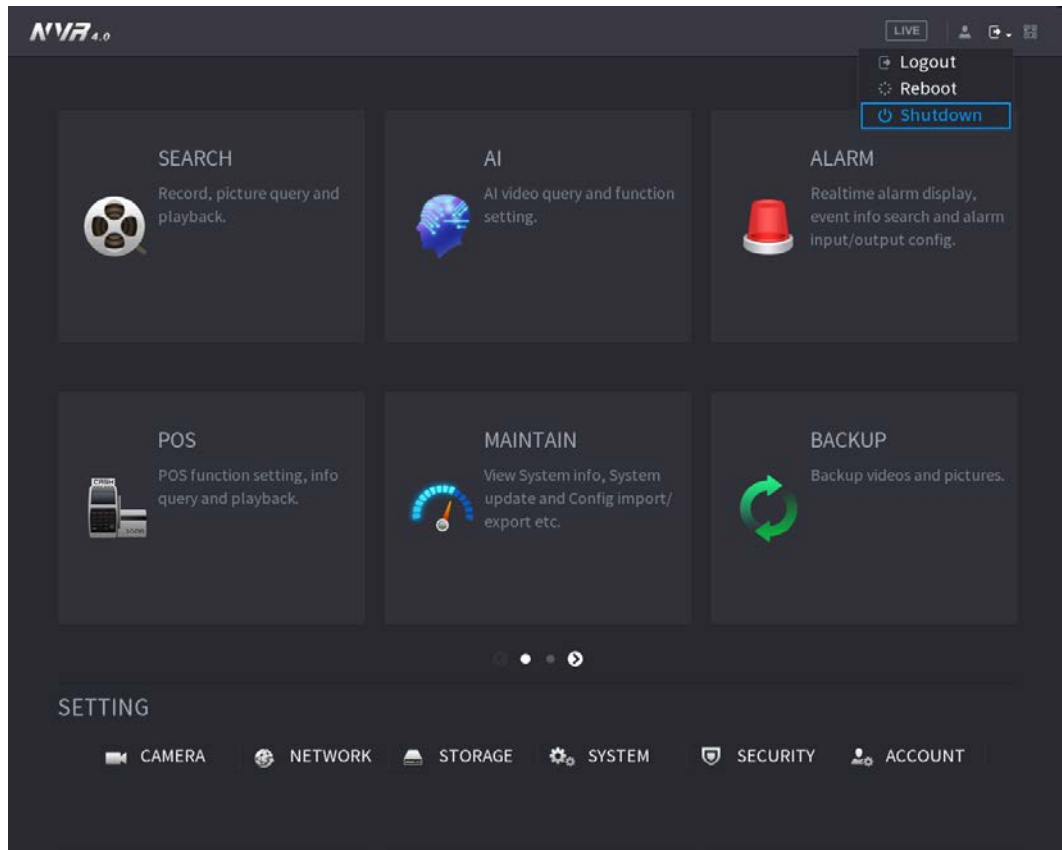 NVR 4.0
LIVE
Logout
Reboot
Shutdown
SEARCH
Record, picture query and
playback.
AI
AI video query and function
setting.
ALARM
Realtime alarm display,
event info search and alarm
input/output config.
POS
POS function setting, info
query and playback.
CASH
MAINTAIN
View System info, System
update and Config import/
export etc.
BACKUP
Backup videos and pictures.
SETTING
CAMERA
NETWORK
STORAGE
SYSTEM
SECURITY
ACCOUNT